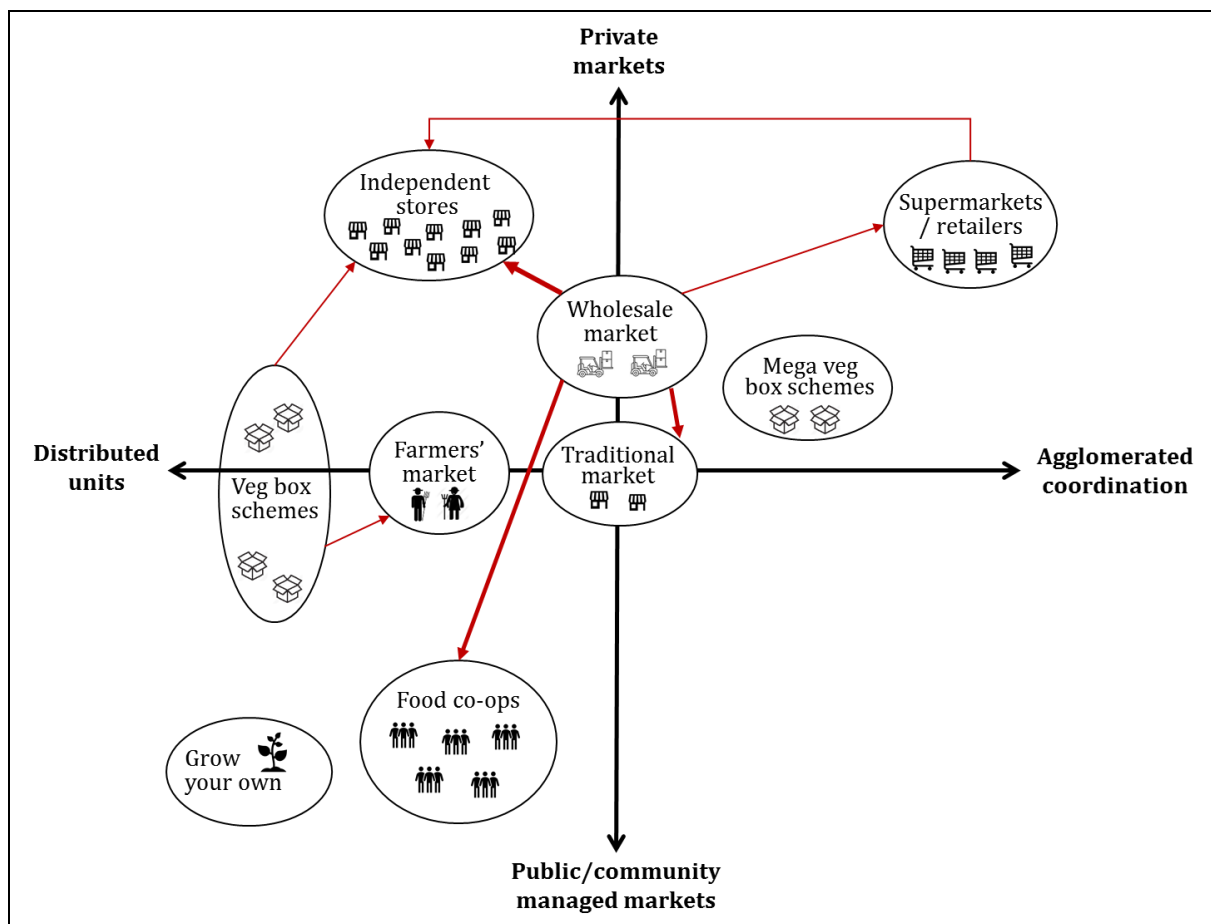 Private
markets
Independent
stores
Supermarkets
/ retailers
Wholesale
market
Mega veg
box schemes
Distributed
units
Veg box
schemes
Farmers’
market
Traditional
market
Agglomerated
coordination
Food co-ops
Grow
your own
Public/community
managed markets